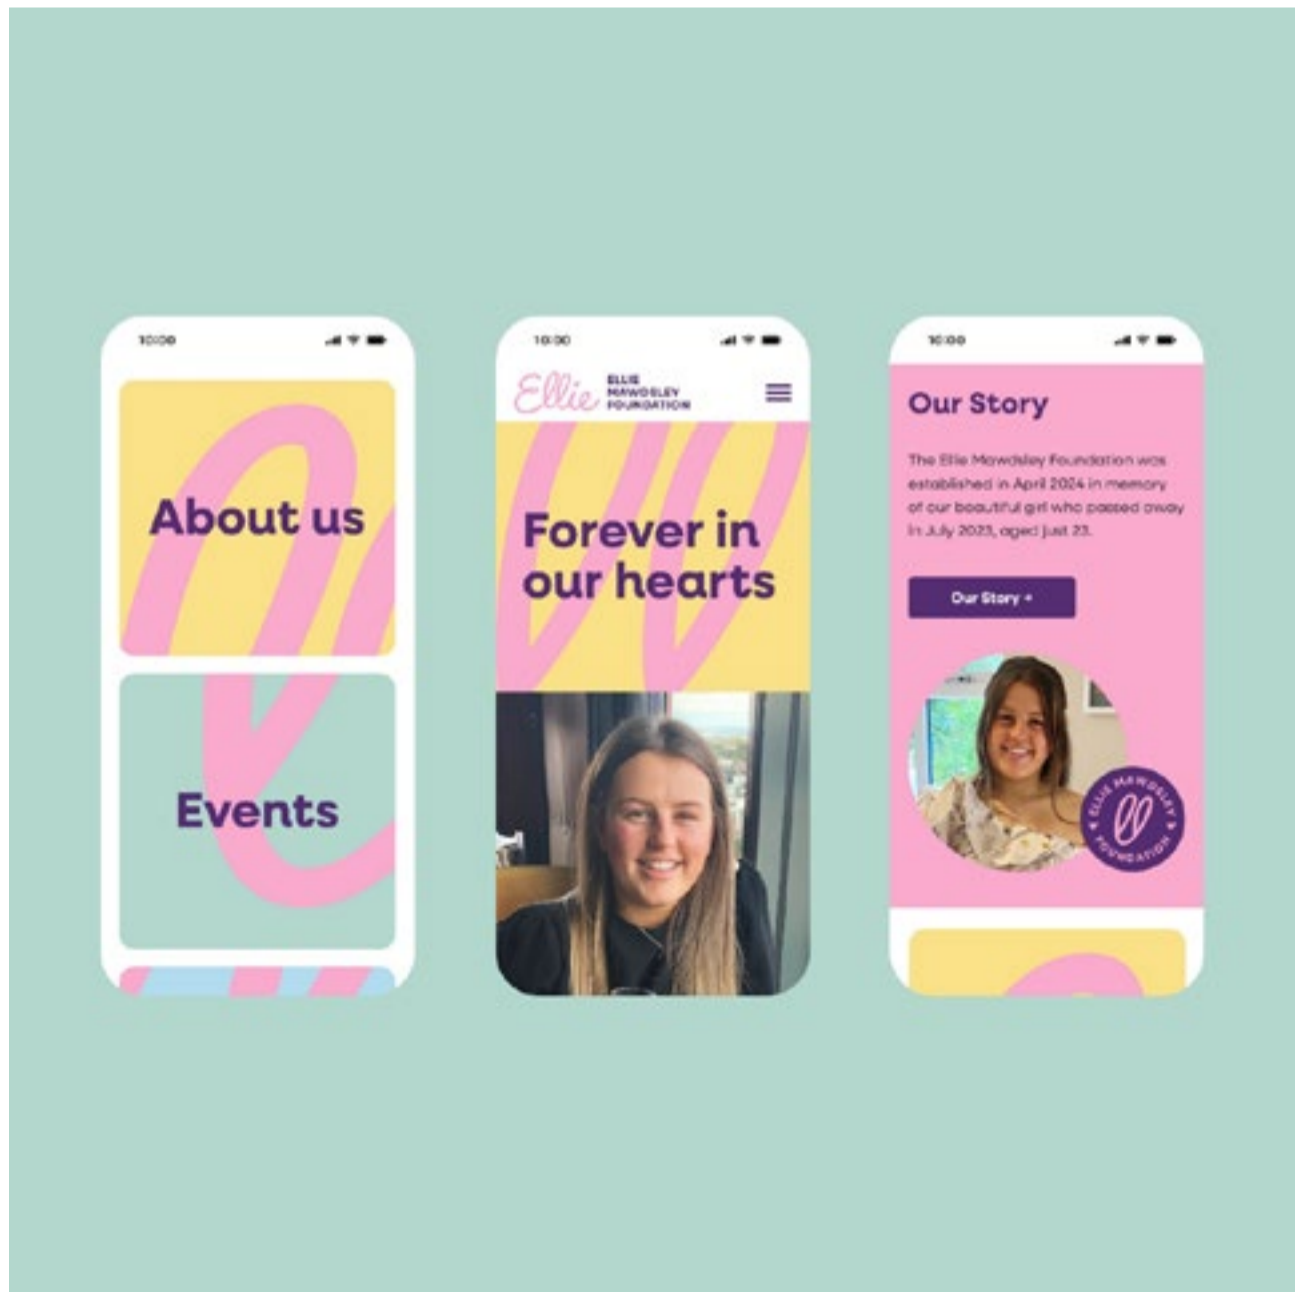 10:00
About us
Events
10:00
Ellie
ELLIE
MAWDSLEY
FOUNDATION
Forever in
our hearts
10:00
Our Story
The Ellie Mawdsley Foundation was
established in April 2024 in memory
of our beautiful girl who passed away
in July 2023, aged just 23.
Our Story +
ELLIE MAWDSLEY
FOUNDATION